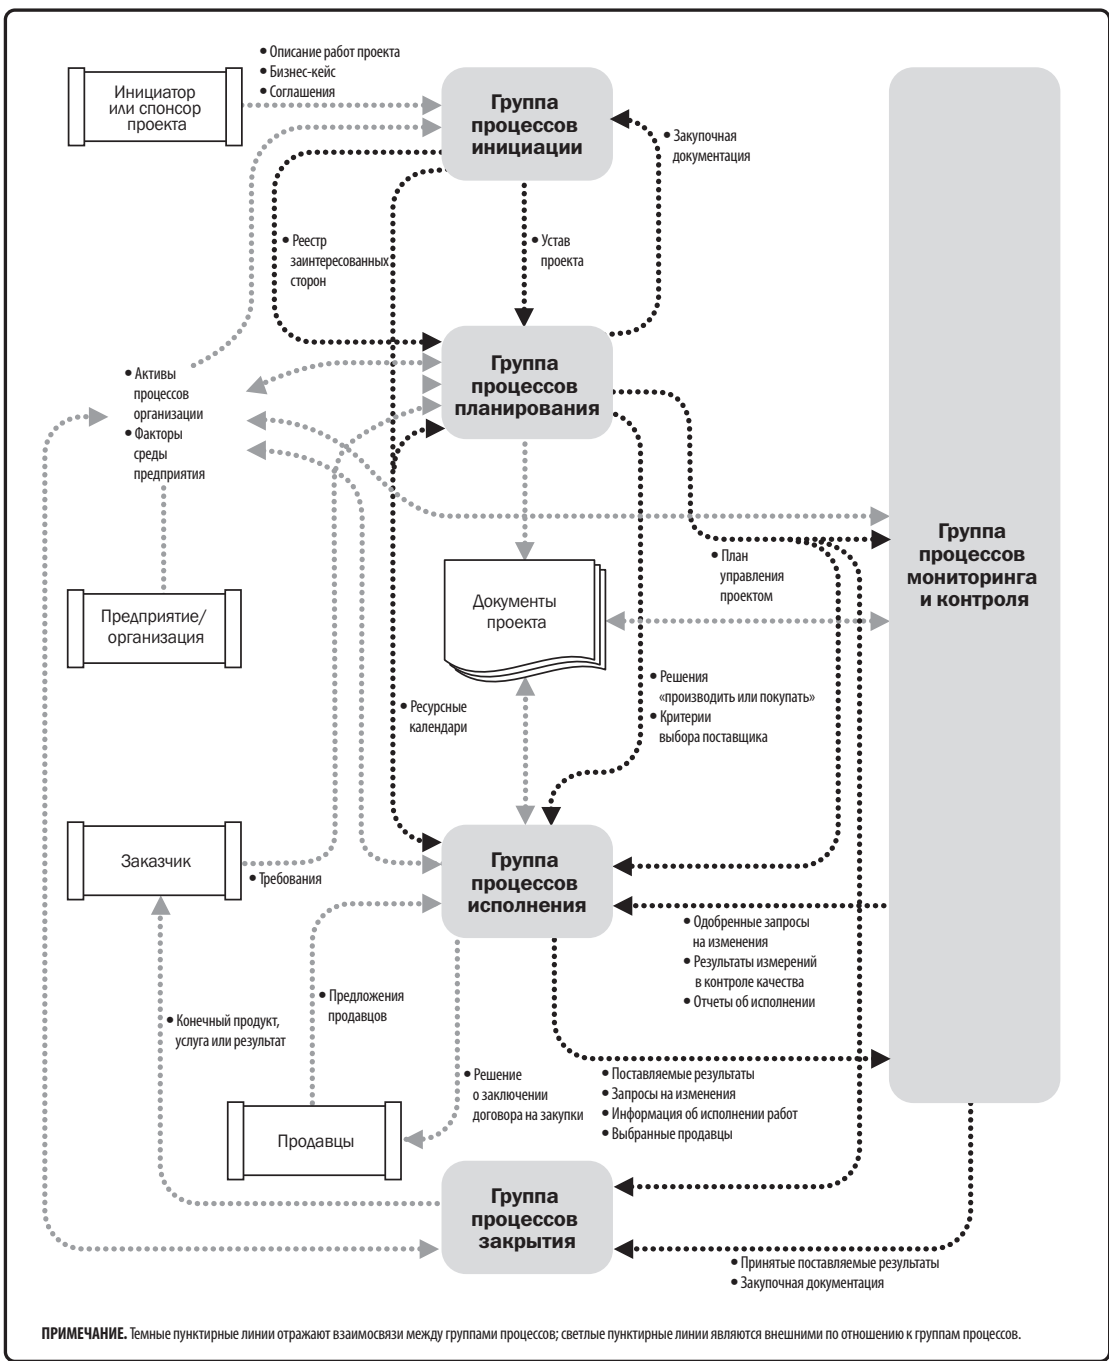 • Описание работ проекта
• Бизнес-кейс
• Соглашения
Инициатор
или спонсор
проекта
Группа
процессов
инициации
• Закупочная
документация
• Реестр
заинтересованных
сторон
• Устав
проекта
Группа
процессов
планирования
• Активы
процессов
организации
• Факторы
среды
предприятия
Группа
процессов
мониторинга
и контроля
• План
управления
проектом
Предприятие/
организация
Документы
проекта
• Решения
«производить или покупать»
• Критерии
выбора поставщика
• Ресурсные
календари
Заказчик
• Требования
Группа
процессов
исполнения
• Одобренные запросы
на изменения
• Результаты измерений
в контроле качества
• Отчеты об исполнении
• Предложения
продавцов
• Конечный продукт,
услуга или результат
• Решение
о заключении
договора на закупки
• Поставляемые результаты
• Запросы на изменения
• Информация об исполнении работ
• Выбранные продавцы
Продавцы
Группа
процессов
закрытия
• Принятые поставляемые результаты
• Закупочная документация
ПРИМЕЧАНИЕ. Темные пунктирные линии отражают взаимосвязи между группами процессов; светлые пунктирные линии являются внешними по отношению к группам процессов.